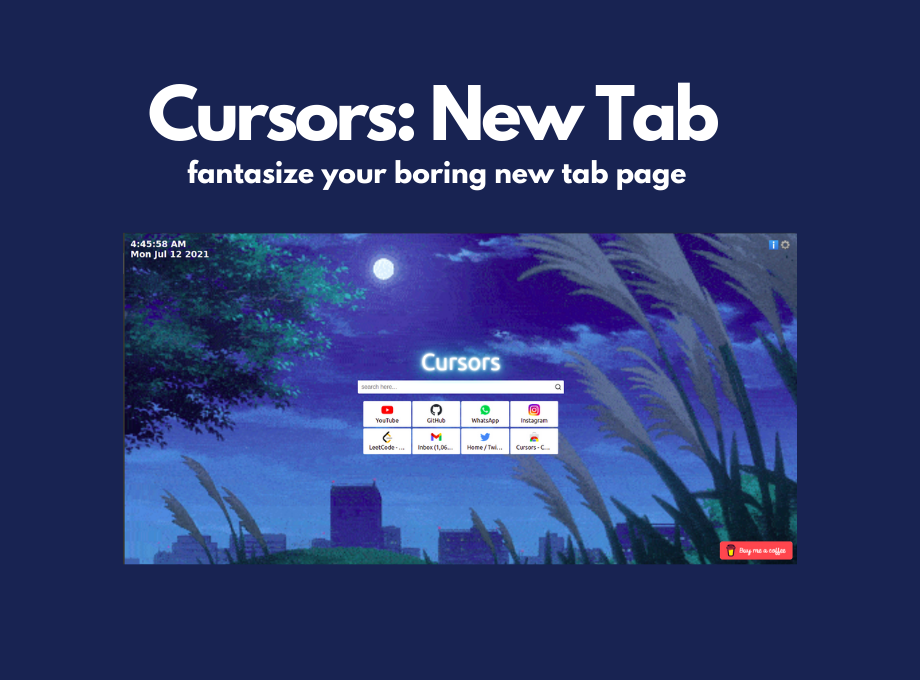 Cursors: New Tab
fantasize your boring new tab page
4:45:58 AM
Mon Jul 12 2021
Cursors
search here...
YouTube
GitHub
WhatsApp
Instagram
LeetCode - ...
Inbox (1,06...
Home / Twi...
Cursors - C...
Buy me a coffee